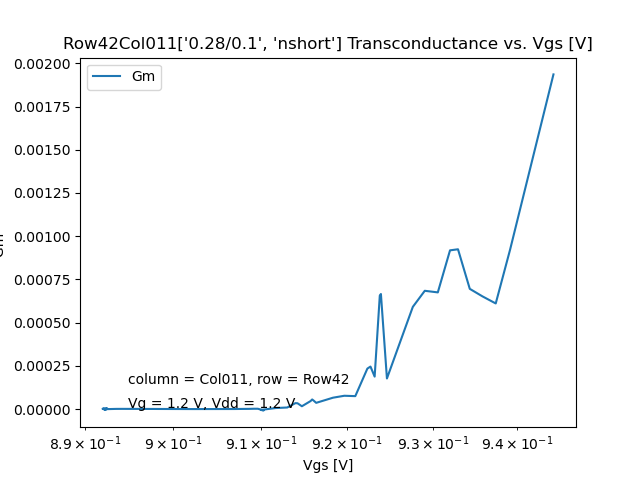 Row42Col011['0.28/0.1', 'nshort'] Transconductance vs. Vgs [V]
Gm
0.00200
0.00175
0.00150
0.00125
0.00100
0.00075
0.00050
0.00025
0.00000
Gm
column = Col011, row = Row42
Vg = 1.2 V, Vdd = 1.2 V
8.9 × 10⁻¹ 9 × 10⁻¹ 9.1 × 10⁻¹ 9.2 × 10⁻¹ 9.3 × 10⁻¹ 9.4 × 10⁻¹
Vgs [V]